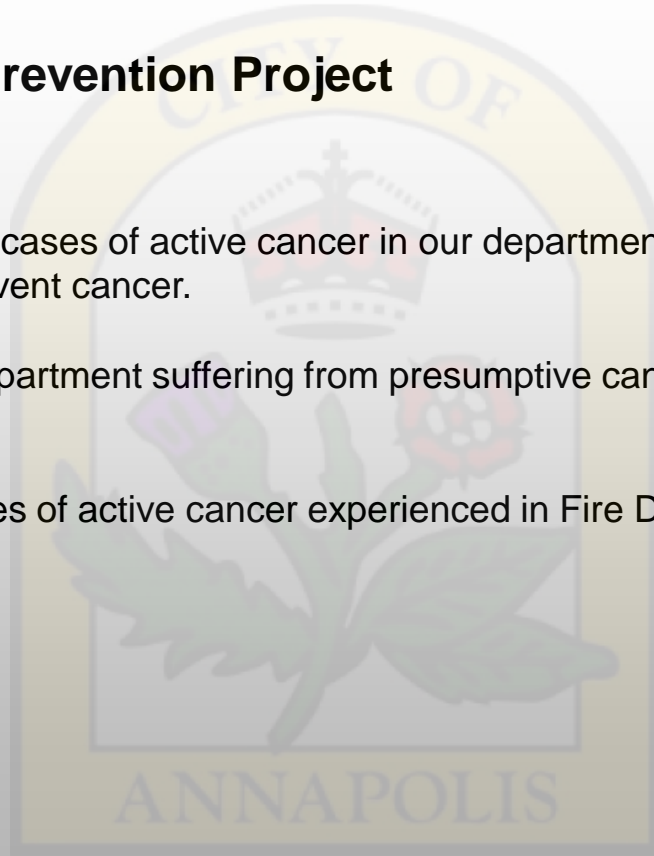 revention Project
cases of active cancer in our departmen
vent cancer.
partment suffering from presumptive can
es of active cancer experienced in Fire D
CITY OF
ANNAPOLIS